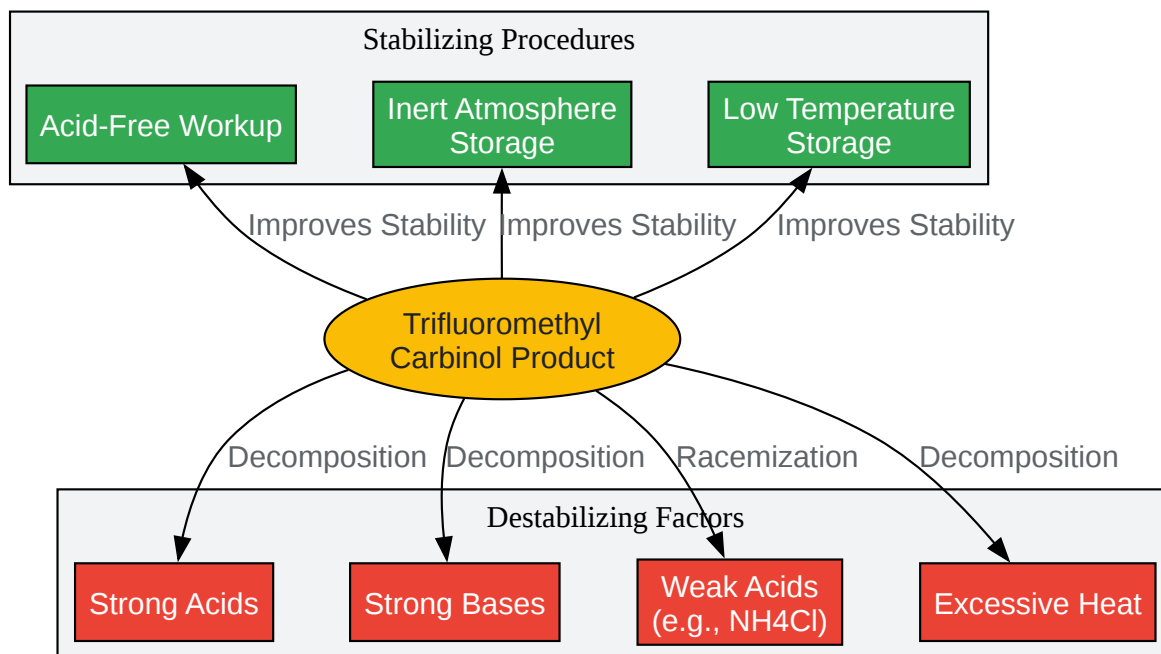 Stabilizing Procedures
Acid-Free Workup
Inert Atmosphere
Storage
Low Temperature
Storage
Improves Stability
Improves Stability
Improves Stability
Trifluoromethyl
Carbinol Product
Decomposition
Decomposition
Racemization
Decomposition
Destabilizing Factors
Strong Acids
Strong Bases
Weak Acids
(e.g., NH4Cl)
Excessive Heat